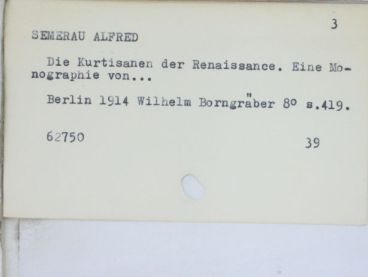 3
SEMERAU ALFRED
Die Kurtisanen der Renaissance. Eine Mo-
nographie von...
Berlin 1914 Wilhelm Borngräber 8º s.419.
62750
39